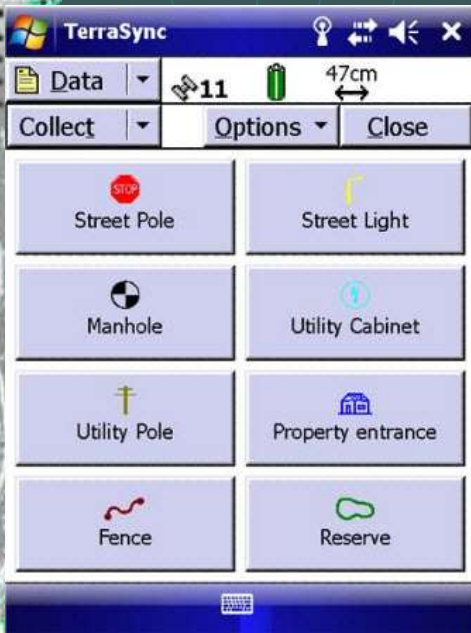 TerraSync
Data 11 47cm
Collect Options Close
STOP
Street Pole Street Light
Manhole Utility Cabinet
Utility Pole Property entrance
Fence Reserve